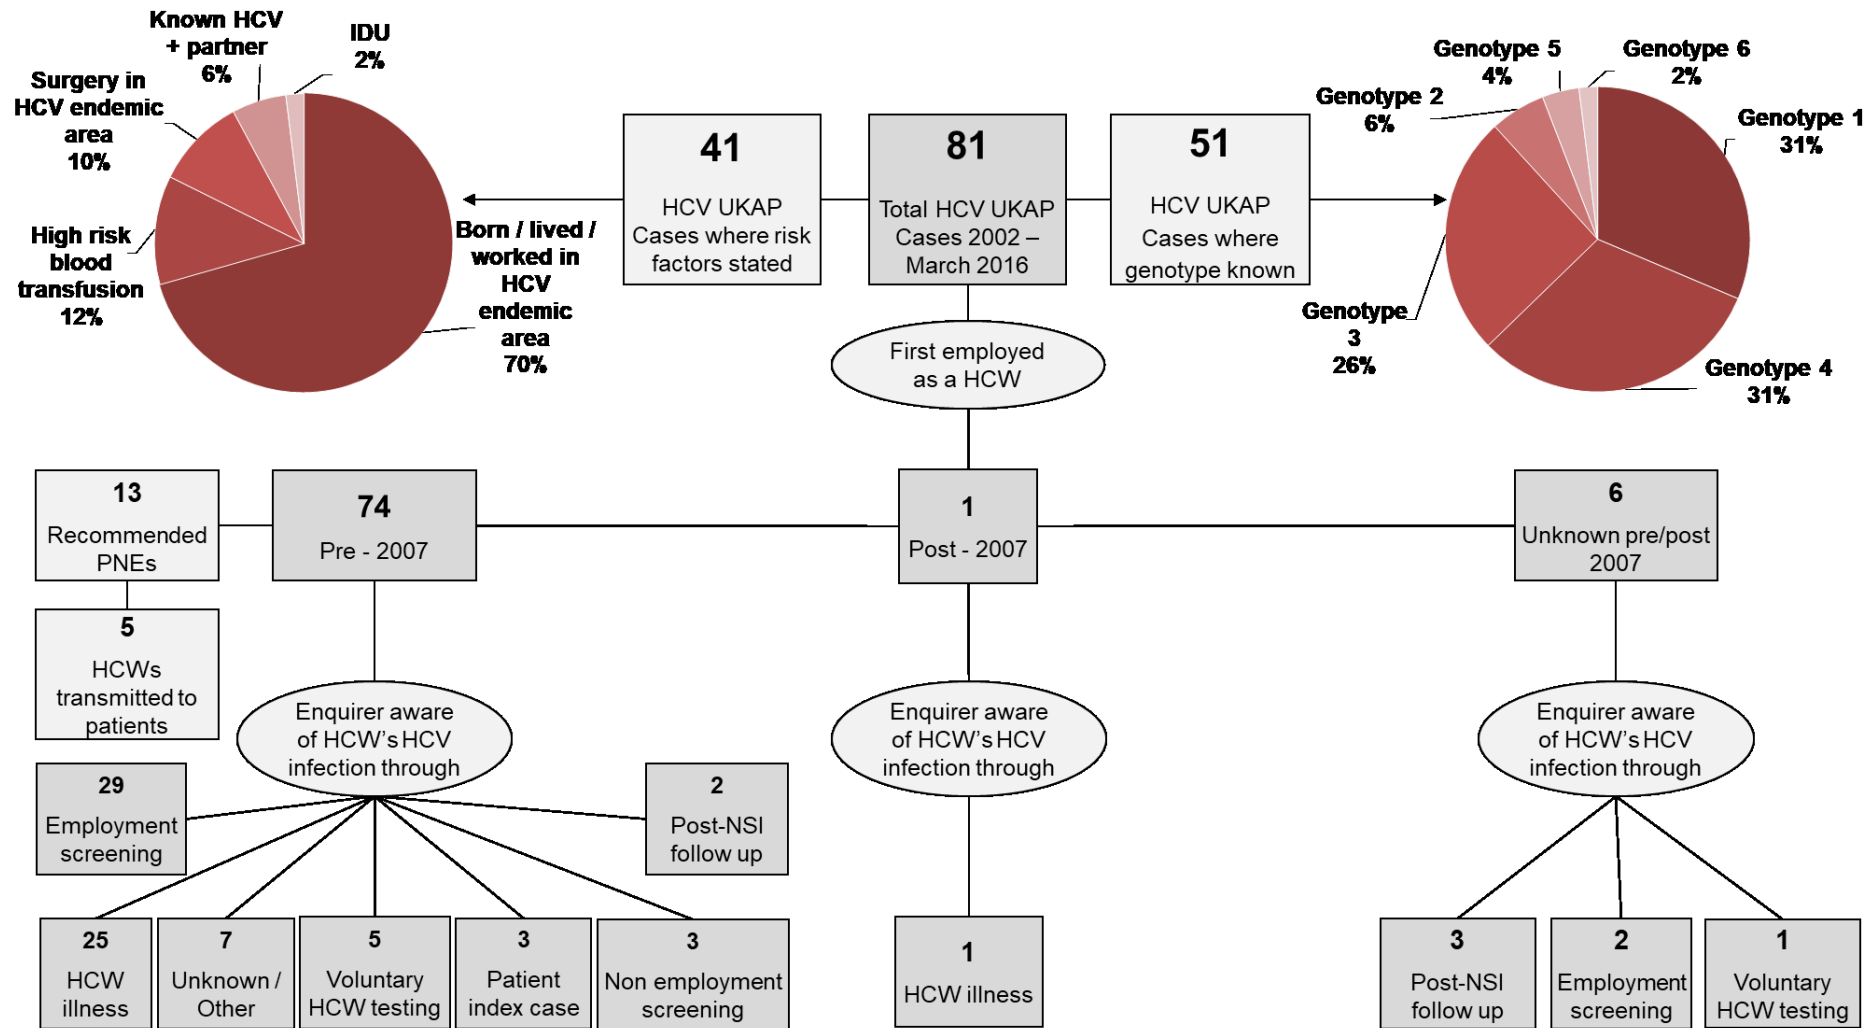 Known HCV
+ partner
6%
IDU
2%
Surgery in
HCV endemic
area
10%
High risk
blood
transfusion
12%
Born / lived /
worked in
HCV
endemic
area
70%
41
HCV UKAP
Cases where risk
factors stated
81
Total HCV UKAP
Cases 2002 –
March 2016
51
HCV UKAP
Cases where
genotype known
Genotype 5
4%
Genotype 6
2%
Genotype 2
6%
Genotype 1
31%
Genotype
3
26%
Genotype 4
31%
First employed
as a HCW
13
Recommended
PNEs
74
Pre - 2007
1
Post - 2007
6
Unknown pre/post
2007
5
HCWs
transmitted to
patients
Enquirer aware
of HCW's HCV
infection through
Enquirer aware
of HCW's HCV
infection through
Enquirer aware
of HCW's HCV
infection through
29
Employment
screening
2
Post-NSI
follow up
25
HCW
illness
7
Unknown /
Other
5
Voluntary
HCW testing
3
Patient
index case
3
Non employment
screening
1
HCW illness
3
Post-NSI
follow up
2
Employment
screening
1
Voluntary
HCW testing